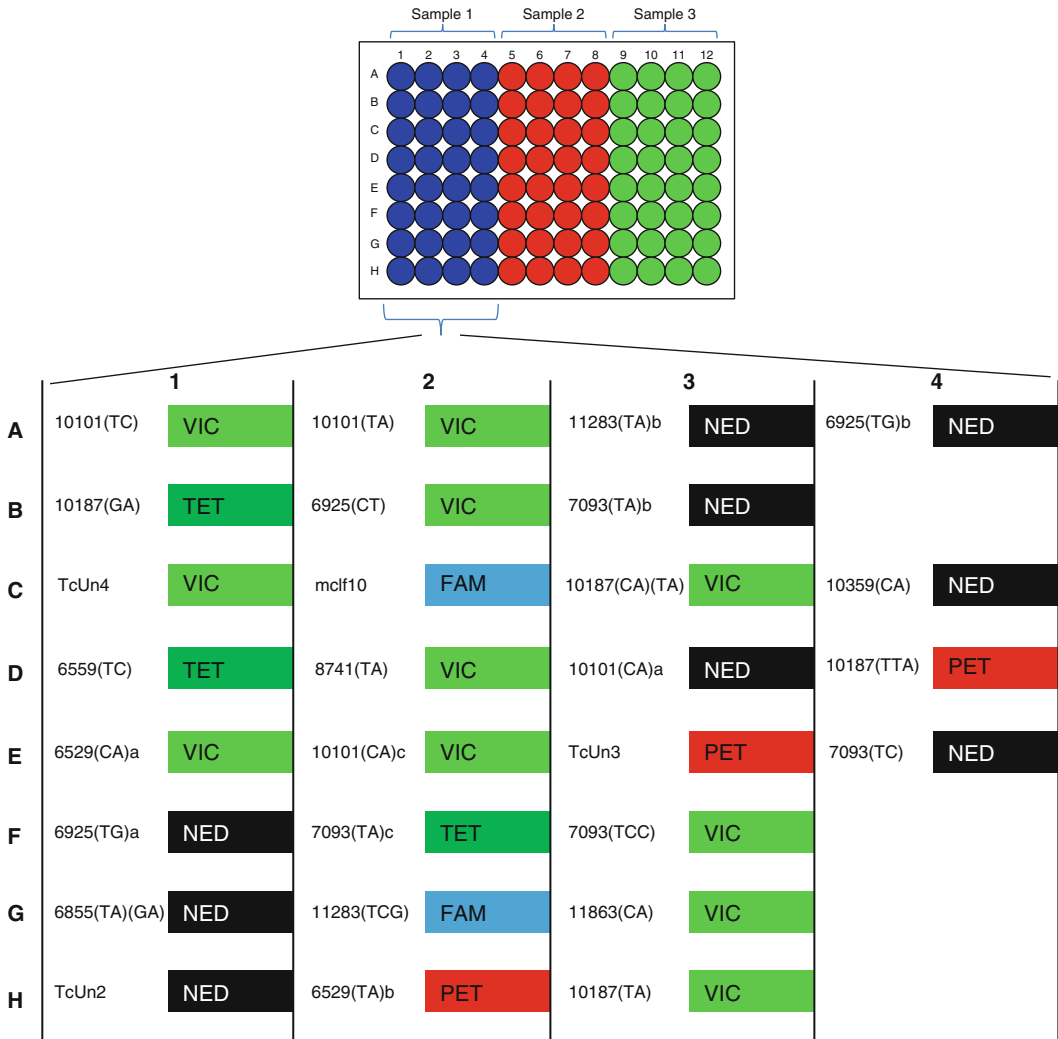 Sample 1 Sample 2 Sample 3
1 2 3 4 5 6 7 8 9 10 11 12
A
B
C
D
E
F
G
H
1 2 3 4
A 10101(TC) VIC 10101(TA) VIC 11283(TA)b NED 6925(TG)b NED
B 10187(GA) TET 6925(CT) VIC 7093(TA)b NED
C TcUn4 VIC mclf10 FAM 10187(CA)(TA) VIC 10359(CA) NED
D 6559(TC) TET 8741(TA) VIC 10101(CA)a NED 10187(TTA) PET
E 6529(CA)a VIC 10101(CA)c VIC TcUn3 PET 7093(TC) NED
F 6925(TG)a NED 7093(TA)c TET 7093(TCC) VIC
G 6855(TA)(GA) NED 11283(TCG) FAM 11863(CA) VIC
H TcUn2 NED 6529(TA)b PET 10187(TA) VIC